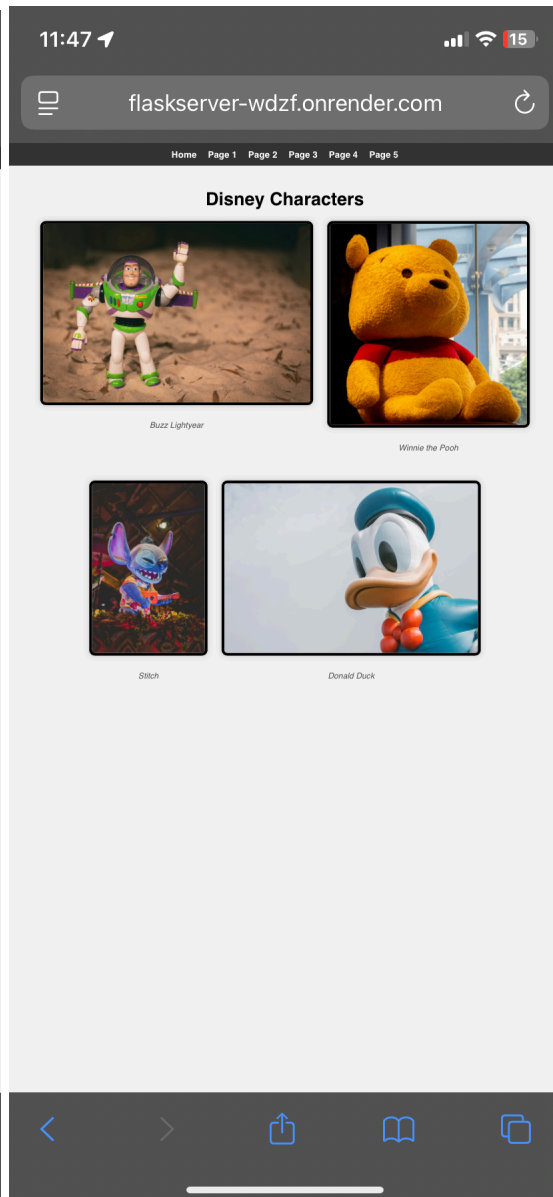 11:47
15
flaskserver-wdzf.onrender.com
Home Page 1 Page 2 Page 3 Page 4 Page 5
Disney Characters
Buzz Lightyear
Winnie the Pooh
Stitch
Donald Duck